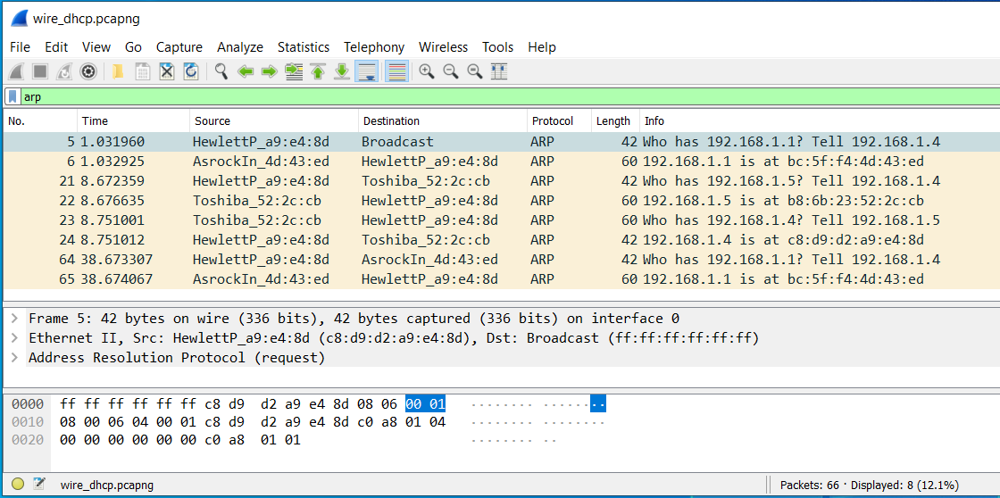 wire_dhcp.pcapng
File Edit View Go Capture Analyze Statistics Telephony Wireless Tools Help
arp
No. Time Source Destination Protocol Length Info
5 1.031960 HewlettP_a9:e4:8d Broadcast ARP 42 Who has 192.168.1.1? Tell 192.168.1.4
6 1.032925 AsrockIn_4d:43:ed HewlettP_a9:e4:8d ARP 60 192.168.1.1 is at bc:5f:f4:4d:43:ed
21 8.672359 HewlettP_a9:e4:8d Toshiba_52:2c:cb ARP 42 Who has 192.168.1.5? Tell 192.168.1.4
22 8.676635 Toshiba_52:2c:cb HewlettP_a9:e4:8d ARP 60 192.168.1.5 is at b8:6b:23:52:2c:cb
23 8.751001 Toshiba_52:2c:cb HewlettP_a9:e4:8d ARP 60 Who has 192.168.1.4? Tell 192.168.1.5
24 8.751012 HewlettP_a9:e4:8d Toshiba_52:2c:cb ARP 42 192.168.1.4 is at c8:d9:d2:a9:e4:8d
64 38.673307 HewlettP_a9:e4:8d AsrockIn_4d:43:ed ARP 42 Who has 192.168.1.1? Tell 192.168.1.4
65 38.674067 AsrockIn_4d:43:ed HewlettP_a9:e4:8d ARP 60 192.168.1.1 is at bc:5f:f4:4d:43:ed
Frame 5: 42 bytes on wire (336 bits), 42 bytes captured (336 bits) on interface 0
Ethernet II, Src: HewlettP_a9:e4:8d (c8:d9:d2:a9:e4:8d), Dst: Broadcast (ff:ff:ff:ff:ff:ff)
Address Resolution Protocol (request)
0000 ff ff ff ff ff ff c8 d9 d2 a9 e4 8d 08 06 00 01 ········ ········
0010 08 00 06 04 00 01 c8 d9 d2 a9 e4 8d c0 a8 01 04 ········ ········
0020 00 00 00 00 00 00 c0 a8 01 01 ········ ··
wire_dhcp.pcapng Packets: 66 · Displayed: 8 (12.1%)